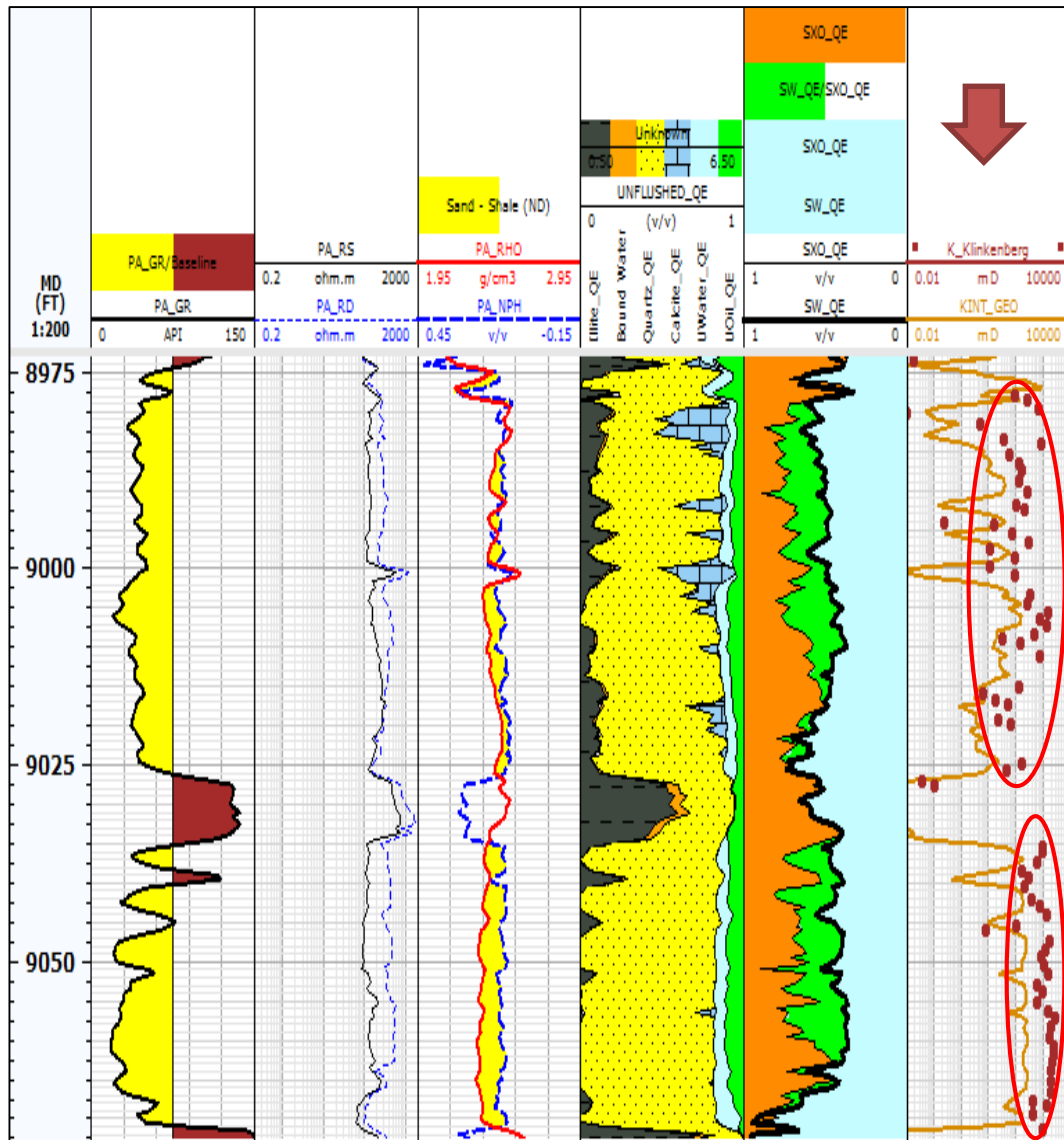 MD
(FT)
1:200
8975
9000
9025
9050
PA_GR/Baseline
PA_GR
0 API 150
PA_RS
0.2 ohm.m 2000
PA_RD
0.2 ohm.m 2000
Sand - Shale (ND)
PA_RHO
1.95 g/cm3 2.95
PA_NPH
0.45 v/v -0.15
Unknown
0.50 6.50
UNFLUSHED_QE
0 (v/v) 1
Illite_QE
Bound Water
Quartz_QE
Calcite_QE
UWater_QE
UOil_QE
SXO_QE
SW_QE/SXO_QE
SXO_QE
SW_QE
SXO_QE
1 v/v 0
SW_QE
1 v/v 0
K_Klinkenberg
0.01 mD 10000
KINT_GEO
0.01 mD 10000